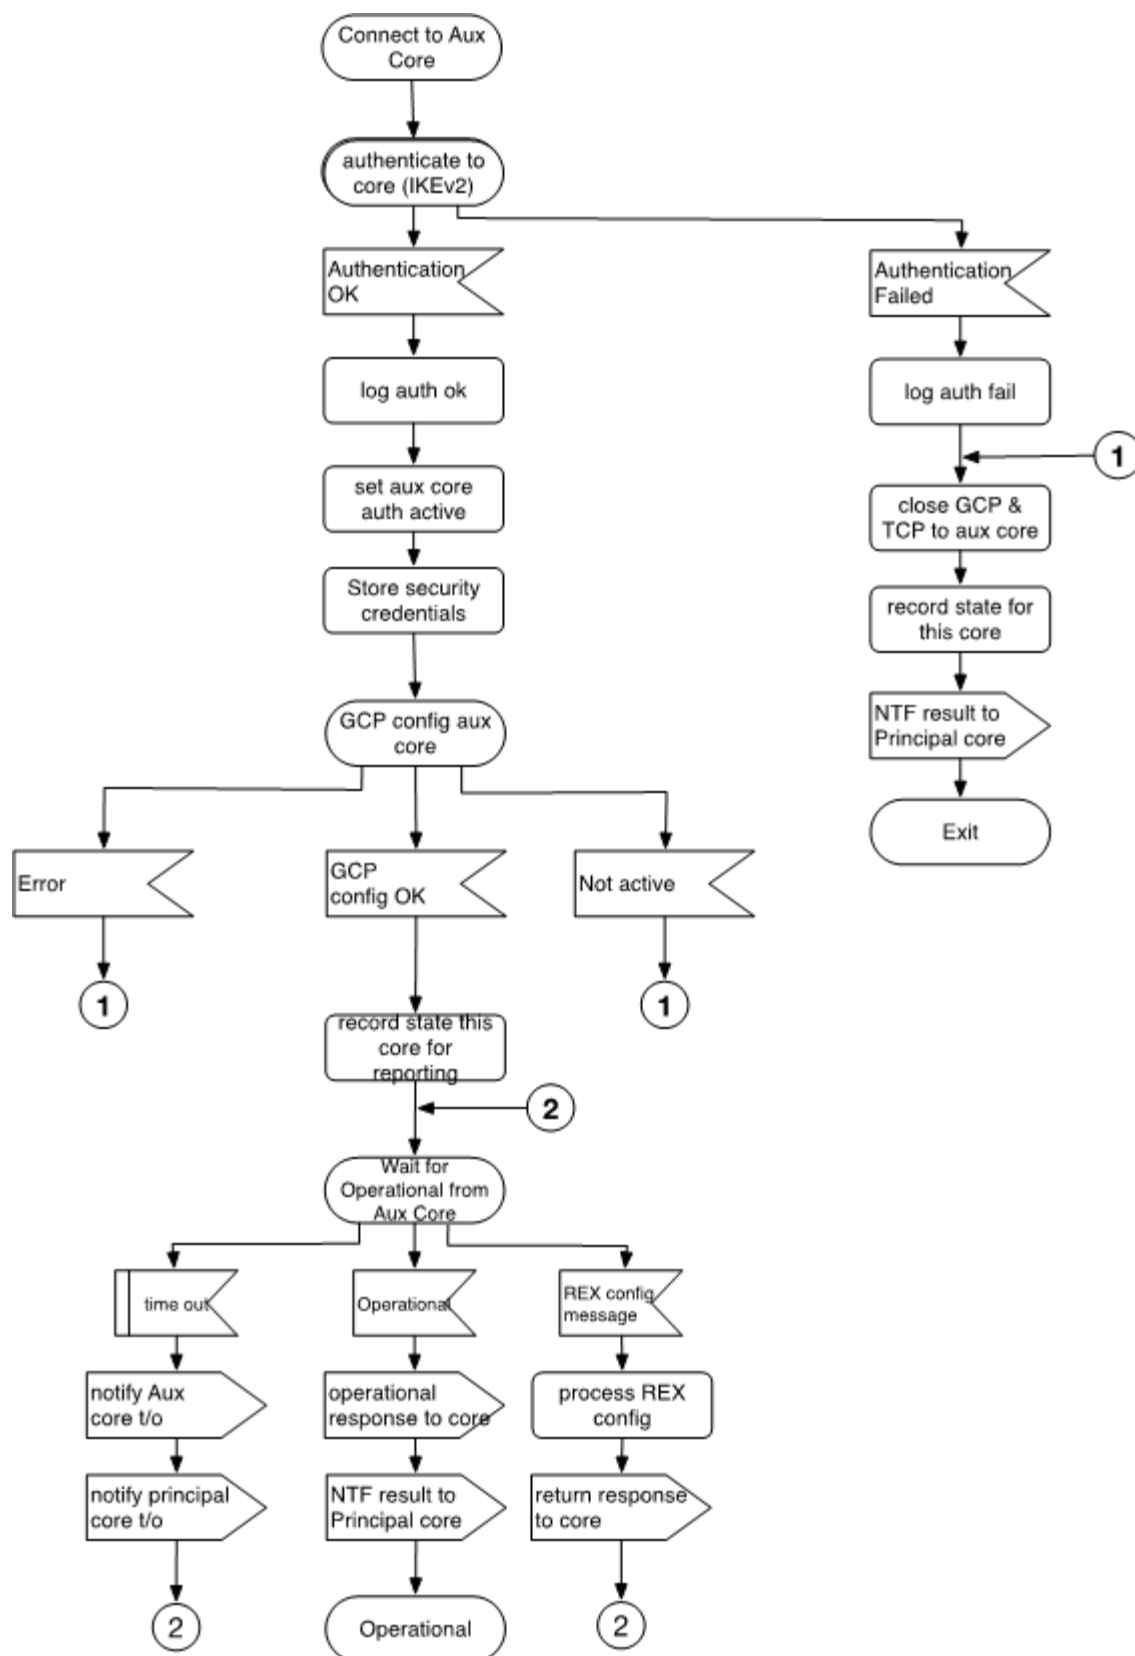 Connect to Aux
Core
authenticate to
core (IKEv2)
Authentication
OK
Authentication
Failed
log auth ok
log auth fail
1
set aux core
auth active
close GCP &
TCP to aux core
Store security
credentials
record state for
this core
GCP config aux
core
NTF result to
Principal core
Exit
Error
GCP
config OK
Not active
1
1
record state this
core for
reporting
2
Wait for
Operational from
Aux Core
time out
Operational
REX config
message
notify Aux
core t/o
operational
response to core
process REX
config
notify principal
core t/o
NTF result to
Principal core
return response
to core
2
Operational
2